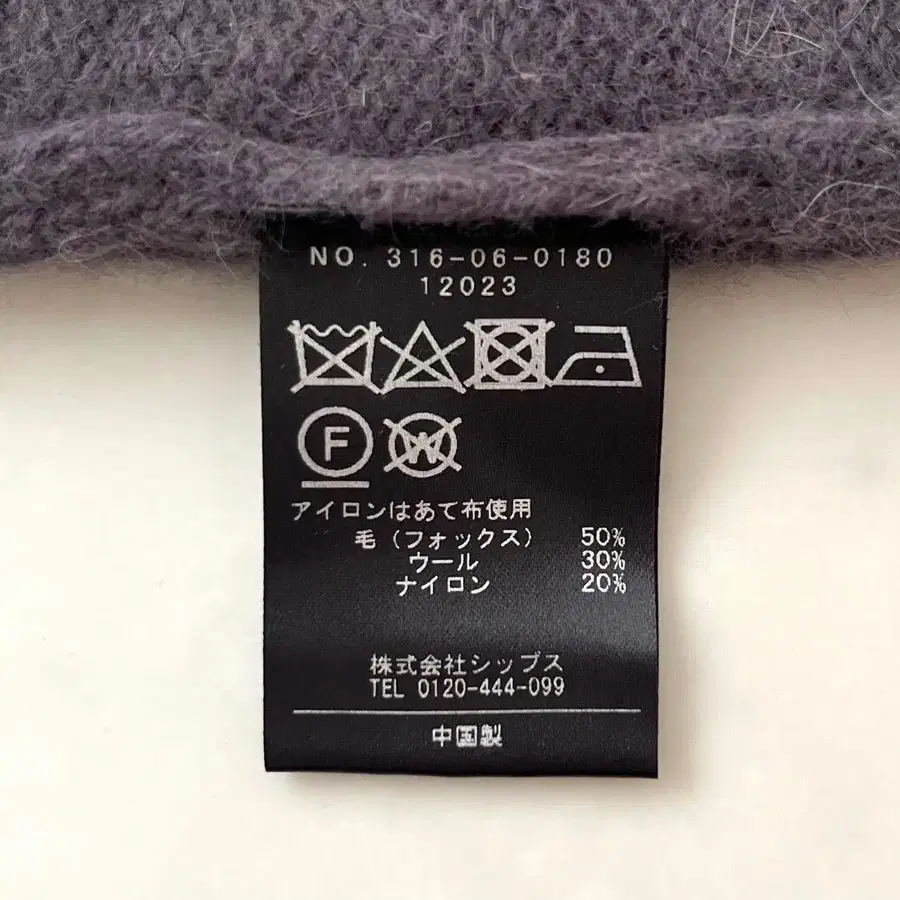 NO. 316-06-0180
12023
F W
アイロンはあて布使用
毛(フォックス) 50%
ウール 30%
ナイロン 20%
株式会社シップス
TEL 0120-444-099
中国製